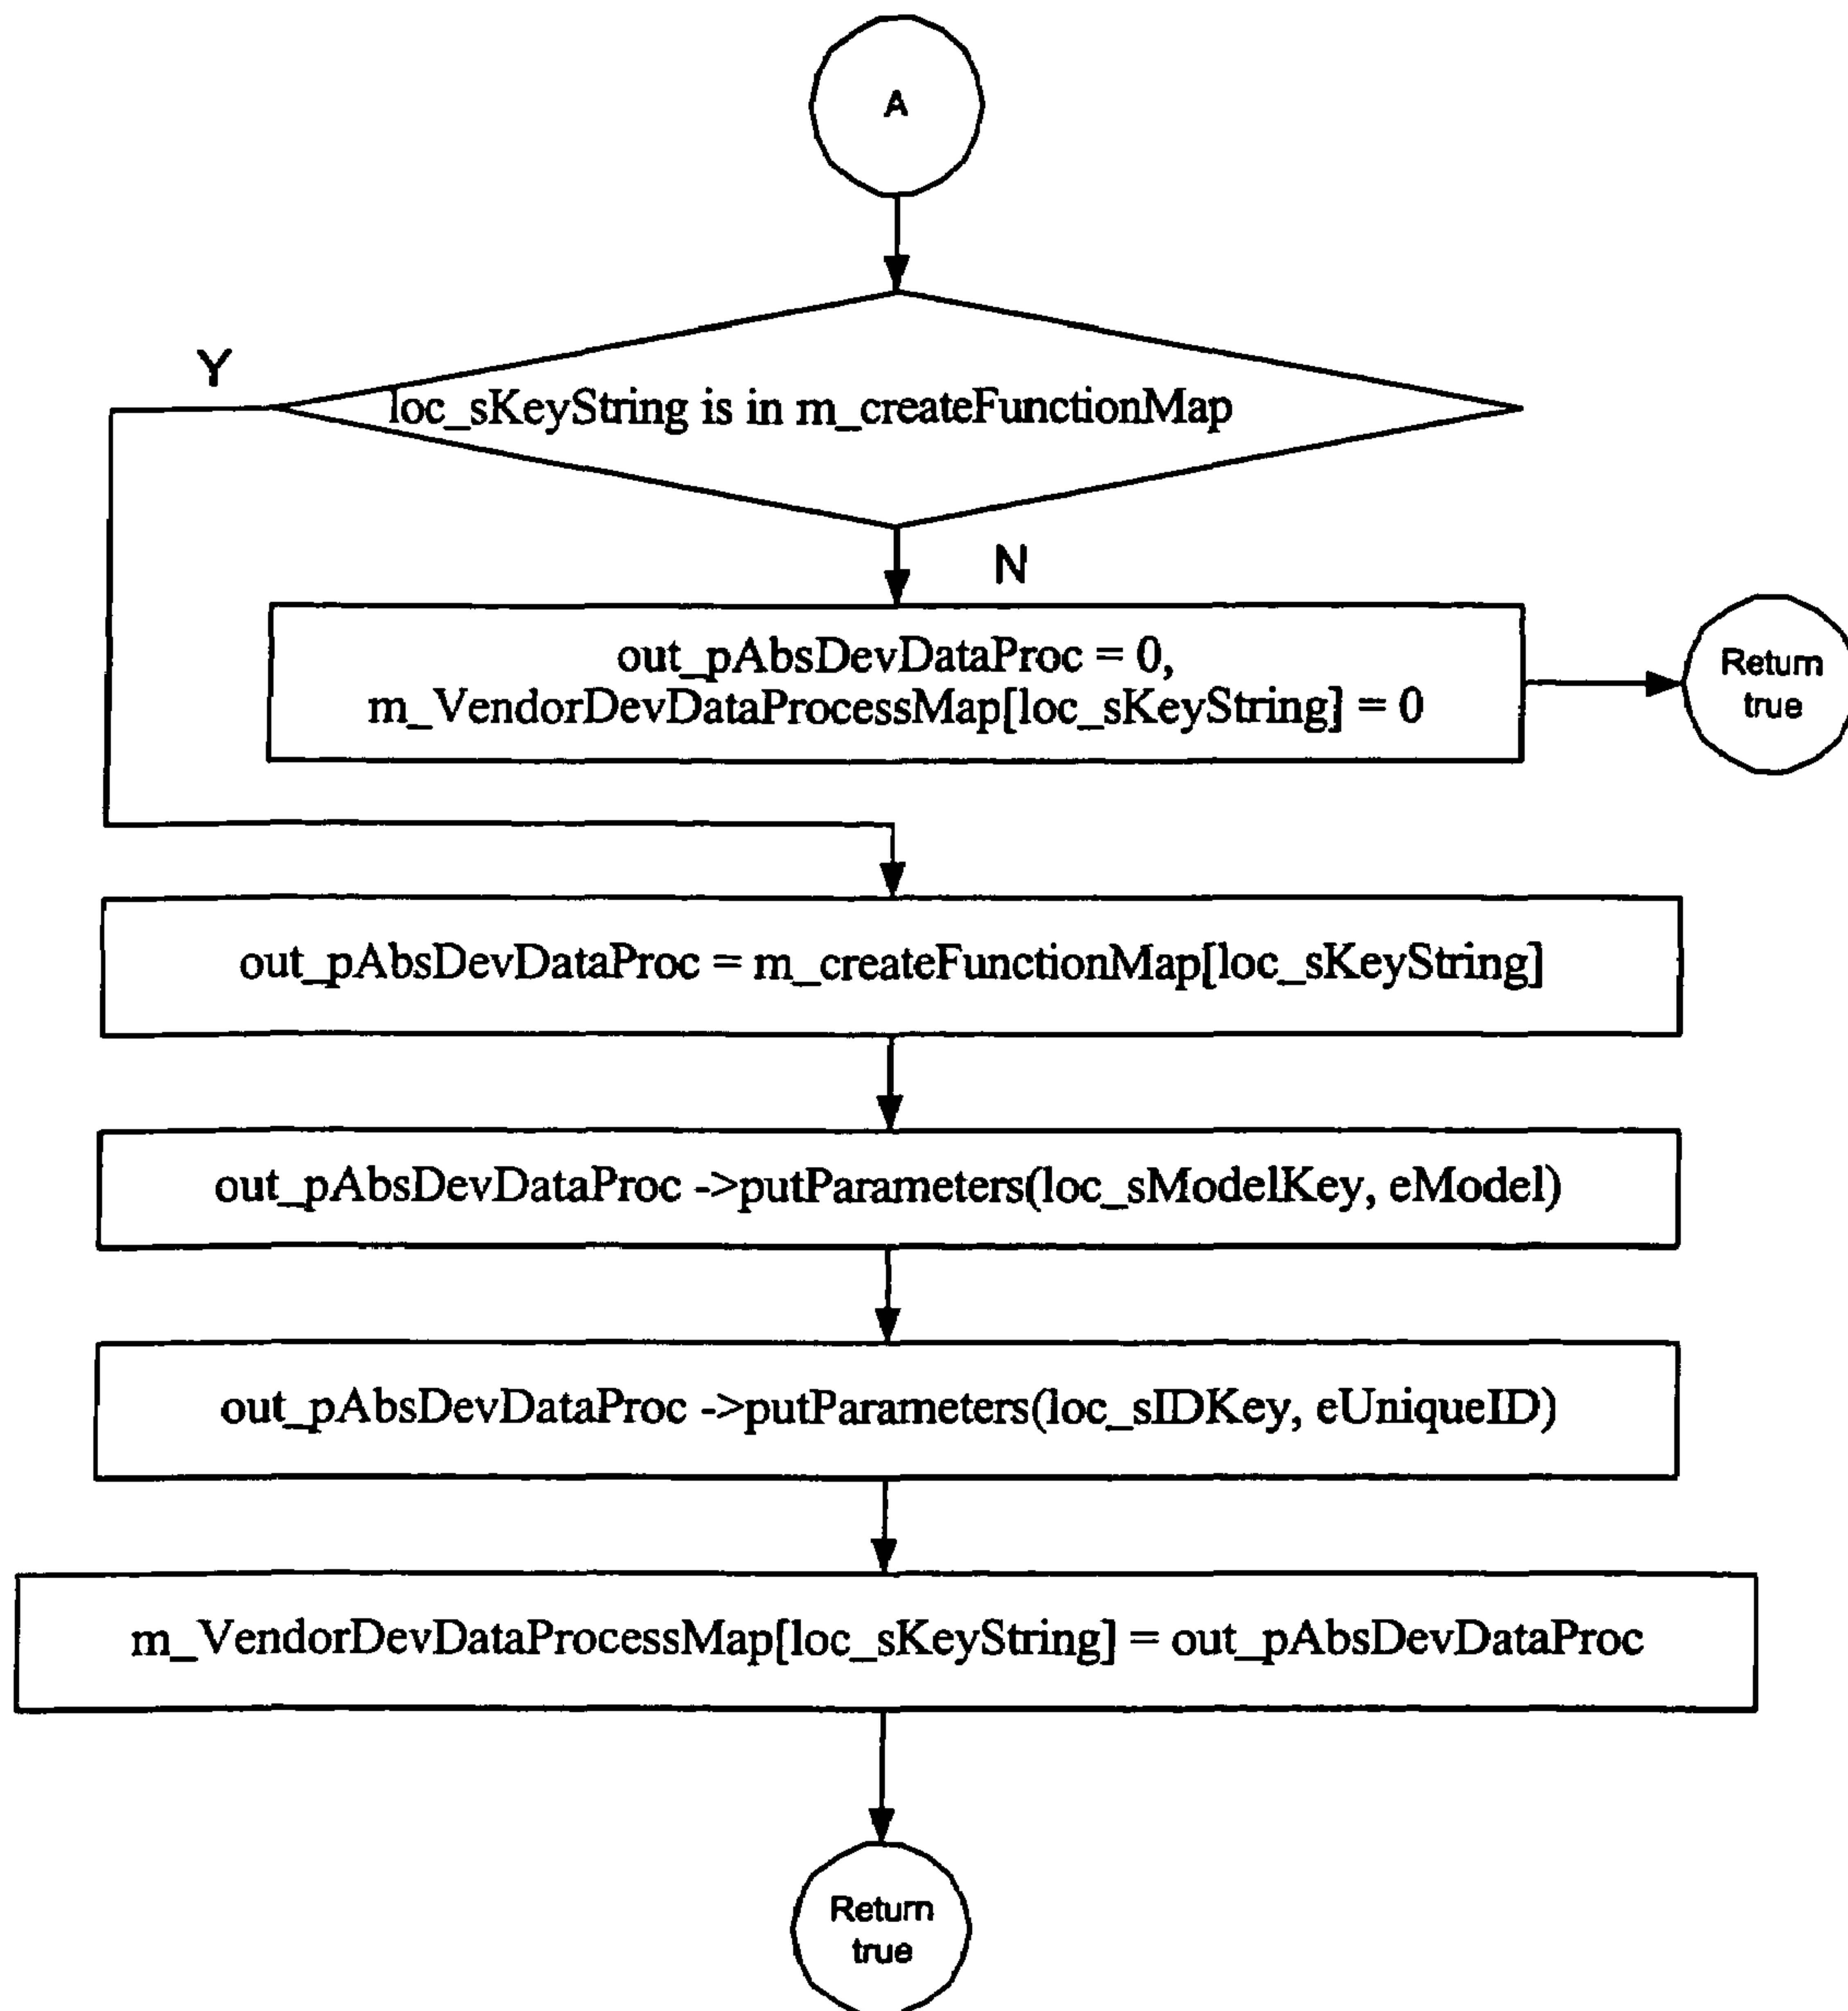 A
Y
loc_sKeyString is in m_createFunctionMap
N
out_pAbsDevDataProc = 0,
m_VendorDevDataProcessMap[loc_sKeyString] = 0
Return
true
out_pAbsDevDataProc = m_createFunctionMap[loc_sKeyString]
out_pAbsDevDataProc ->putParameters(loc_sModelKey, eModel)
out_pAbsDevDataProc ->putParameters(loc_sIDKey, eUniqueID)
m_VendorDevDataProcessMap[loc_sKeyString] = out_pAbsDevDataProc
Return
true